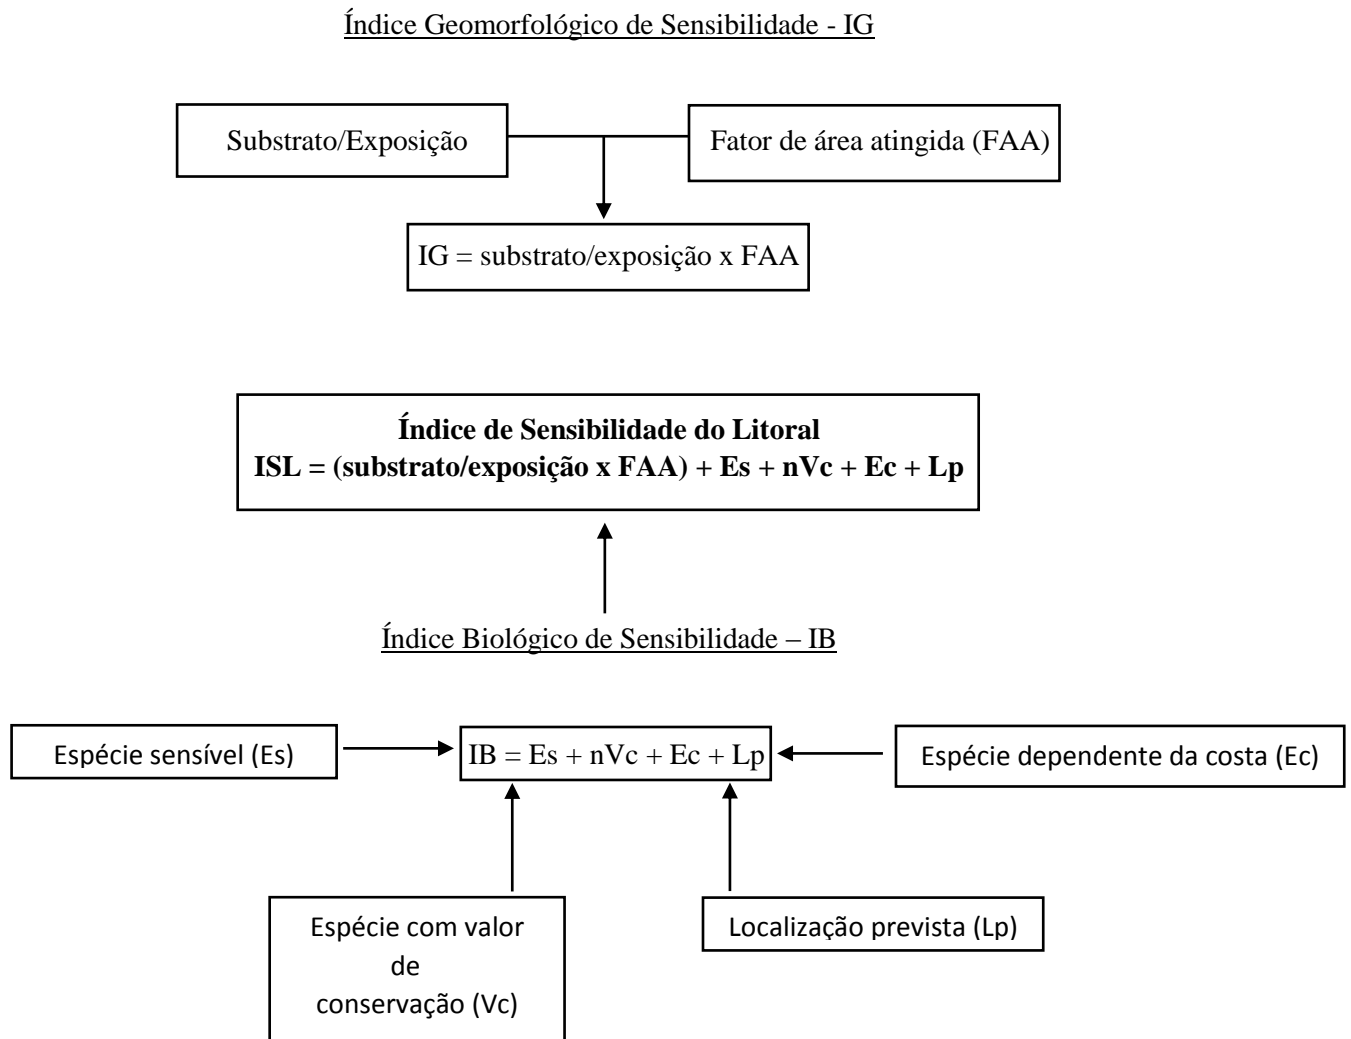 Índice Geomorfológico de Sensibilidade - IG
Substrato/Exposição
Fator de área atingida (FAA)
IG = substrato/exposição x FAA
Índice de Sensibilidade do Litoral
ISL = (substrato/exposição x FAA) + Es + nVc + Ec + Lp
Índice Biológico de Sensibilidade – IB
Espécie sensível (Es)
IB = Es + nVc + Ec + Lp
Espécie dependente da costa (Ec)
Espécie com valor
de
conservação (Vc)
Localização prevista (Lp)